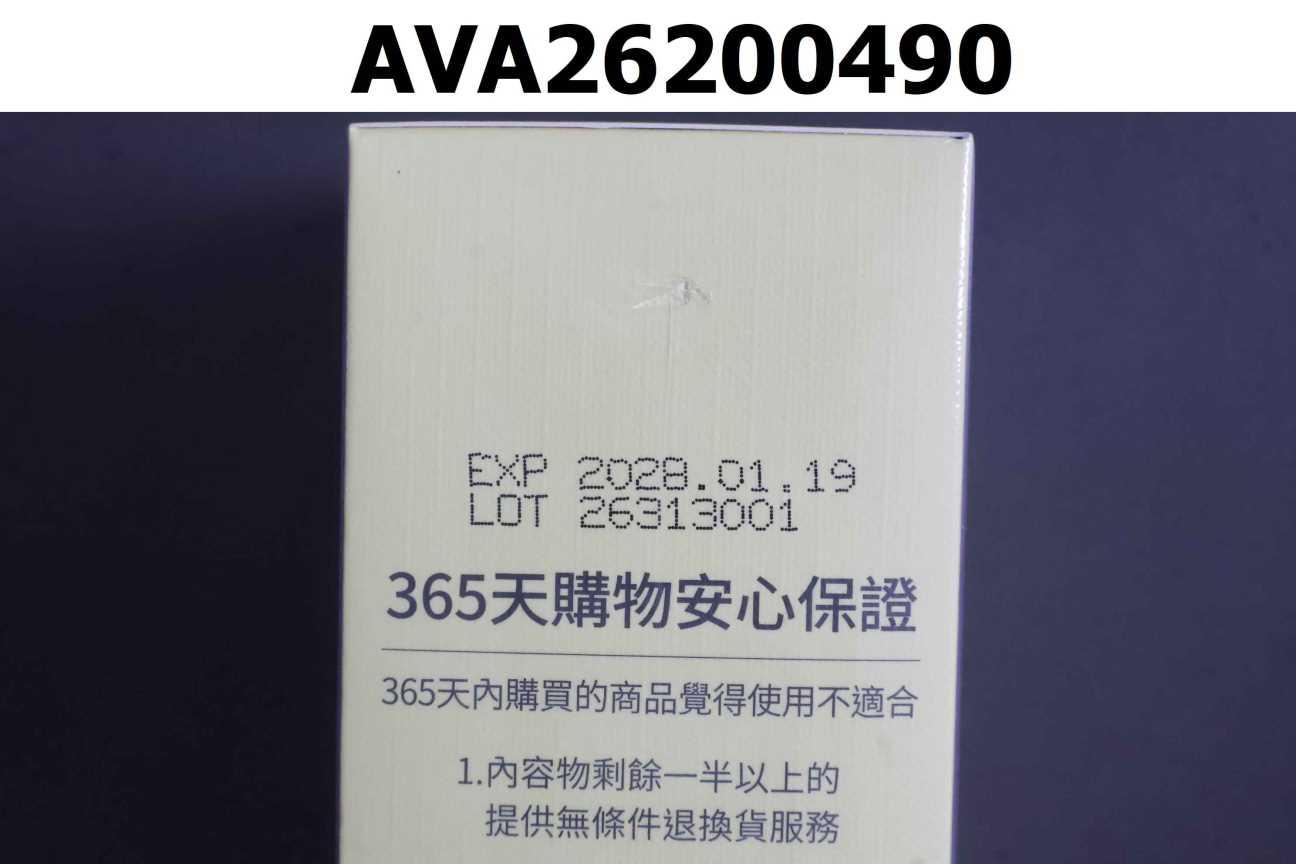 AVA26200490
EXP 2028.01.19
LOT 26313001
365天購物安心保證
365天內購買的商品覺得使用不適合
1.內容物剩餘一半以上的
提供無條件退換貨服務